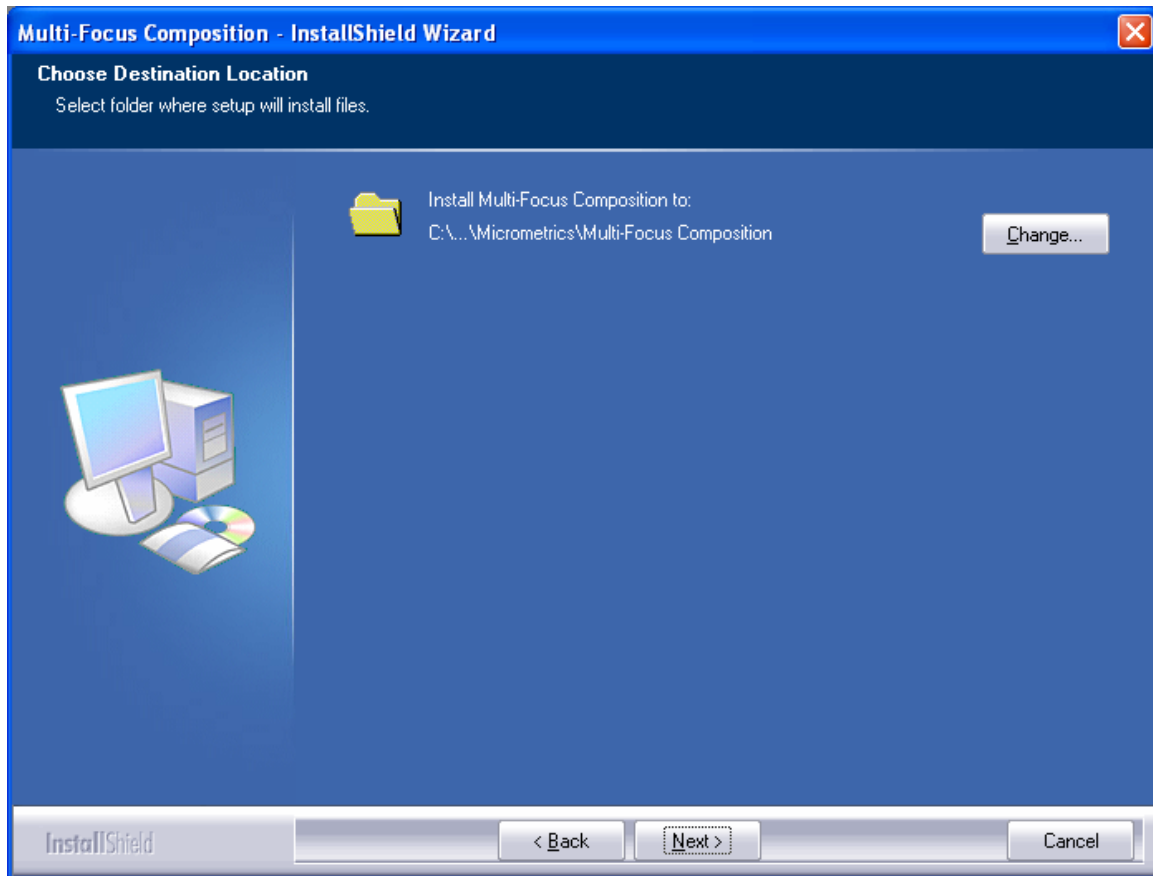 Multi-Focus Composition - InstallShield Wizard
Choose Destination Location
Select folder where setup will install files.
Install Multi-Focus Composition to:
C:\...\Micrometrics\Multi-Focus Composition
Change...
InstallShield
< Back
Next >
Cancel